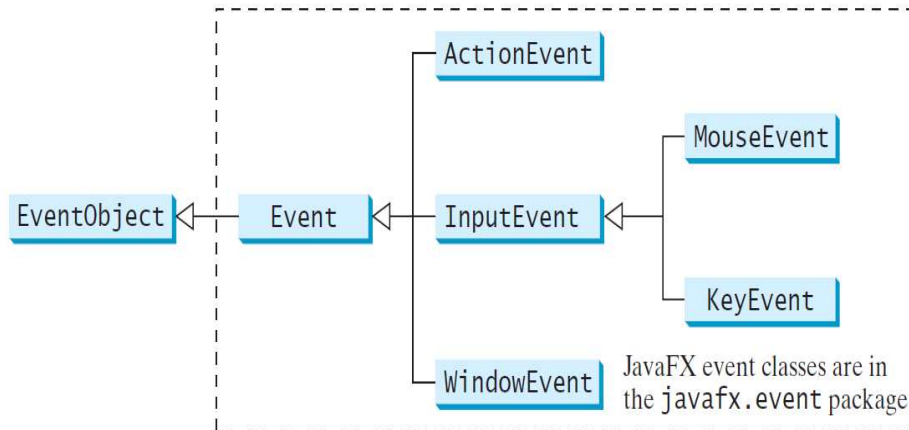 ActionEvent
MouseEvent
EventObject
Event
InputEvent
KeyEvent
WindowEvent
JavaFX event classes are in
the javafx.event package